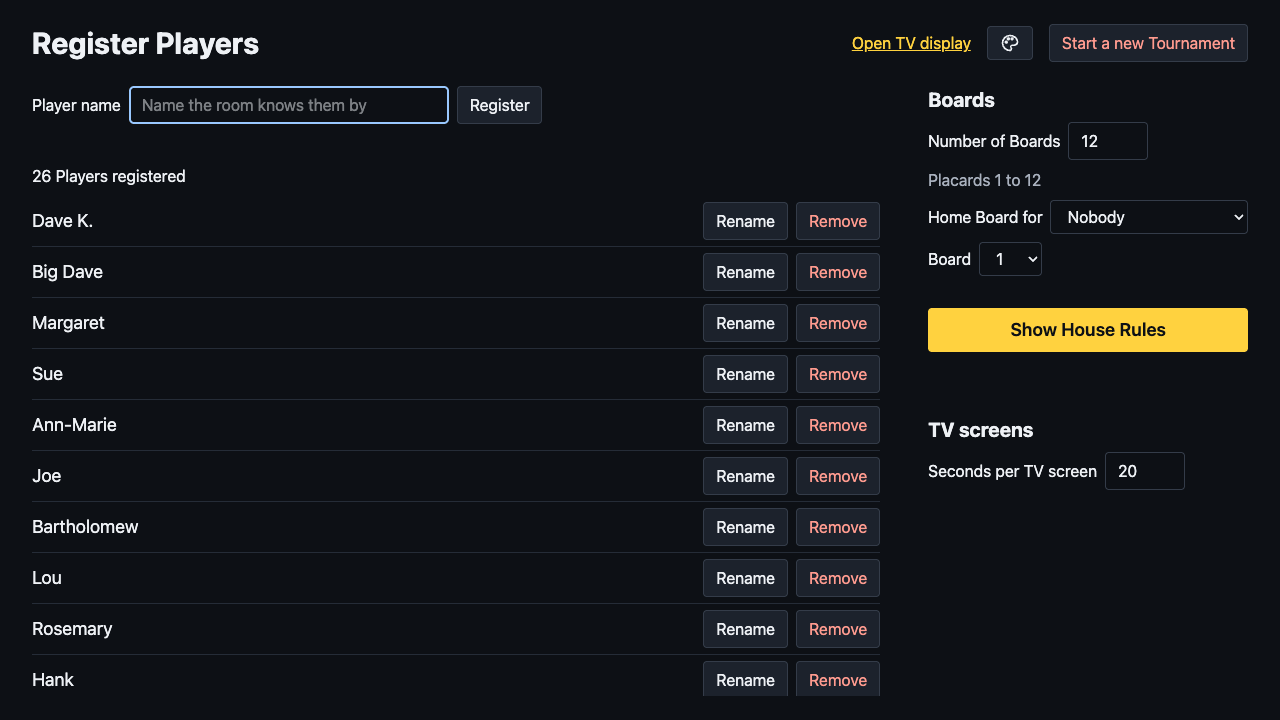 Register Players
Open TV display
Start a new Tournament
Player name
Name the room knows them by
Register
26 Players registered
Dave K.
Rename
Remove
Big Dave
Rename
Remove
Margaret
Rename
Remove
Sue
Rename
Remove
Ann-Marie
Rename
Remove
Joe
Rename
Remove
Bartholomew
Rename
Remove
Lou
Rename
Remove
Rosemary
Rename
Remove
Hank
Rename
Remove
Boards
Number of Boards
12
Placards 1 to 12
Home Board for
Nobody
Board
1
Show House Rules
TV screens
Seconds per TV screen
20